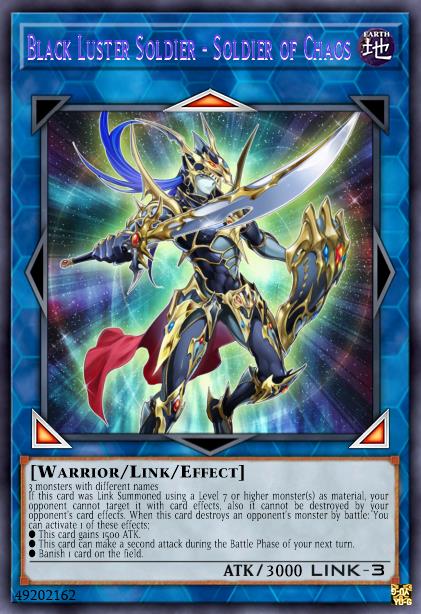 Black Luster Soldier - Soldier of Chaos
EARTH
地
[Warrior/Link/Effect]
3 monsters with different names
If this card was Link Summoned using a Level 7 or higher monster(s) as material, your
opponent cannot target it with card effects, also it cannot be destroyed by your
opponent's card effects. When this card destroys an opponent's monster by battle: You
can activate 1 of these effects;
● This card gains 1500 ATK.
● This card can make a second attack during the Battle Phase of your next turn.
● Banish 1 card on the field.
ATK/3000 LINK-3
49202162